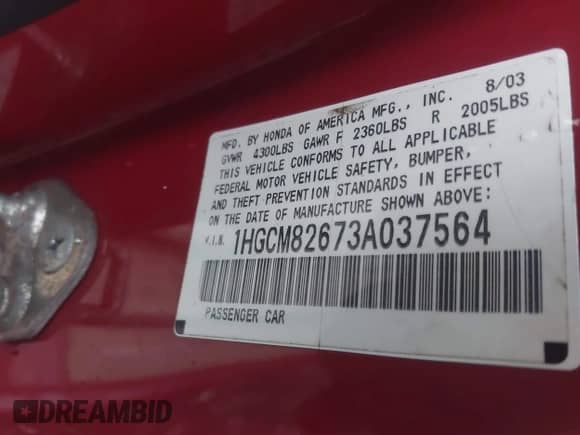 MFD. BY HONDA OF AMERICA MFG., INC. 8/03
GVWR 4300LBS GAWR F 2360LBS R 2005LBS
THIS VEHICLE CONFORMS TO ALL APPLICABLE
FEDERAL MOTOR VEHICLE SAFETY, BUMPER,
AND THEFT PREVENTION STANDARDS IN EFFECT
ON THE DATE OF MANUFACTURE SHOWN ABOVE:
V.I.N. 1HGCM82673A037564
PASSENGER CAR
DREAMBID